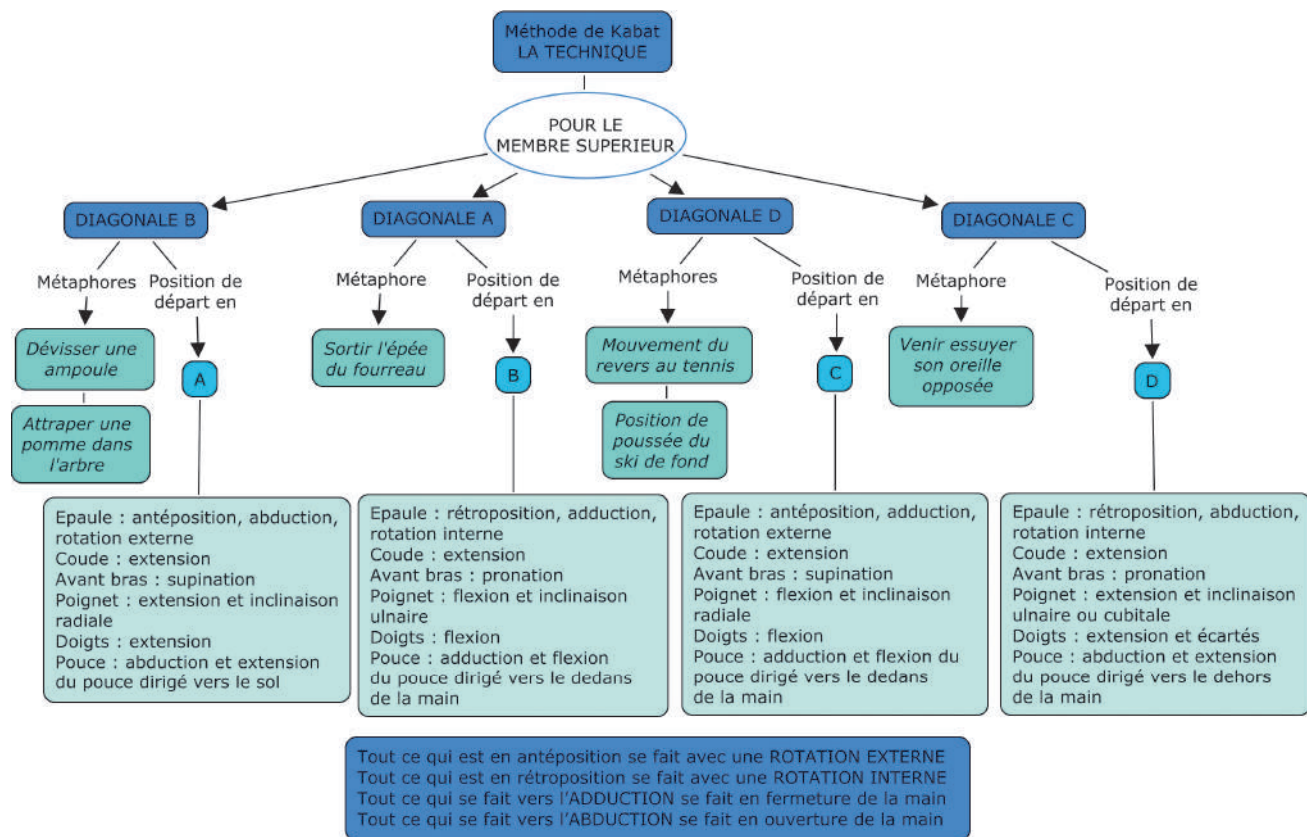 Méthode de Kabat
LA TECHNIQUE
POUR LE
MEMBRE SUPERIEUR
DIAGONALE B
DIAGONALE A
DIAGONALE D
DIAGONALE C
Métaphores
Position de
départ en
Métaphore
Position de
départ en
Métaphores
Position de
départ en
Métaphore
Position de
départ en
Dévisser une
ampoule
Attraper une
pomme dans
l'arbre
A
Sortir l'épée
du fourreau
B
Mouvement du
revers au tennis
Position de
poussée du
ski de fond
C
Venir essuyer
son oreille
opposée
D
Epaule : antéposition, abduction,
rotation externe
Coude : extension
Avant bras : supination
Poignet : extension et inclinaison
radiale
Doigts : extension
Pouce : abduction et extension
du pouce dirigé vers le sol
Epaule : rétroposition, adduction,
rotation interne
Coude : extension
Avant bras : pronation
Poignet : flexion et inclinaison
ulnaire
Doigts : flexion
Pouce : adduction et flexion
du pouce dirigé vers le dedans
de la main
Epaule : antéposition, adduction,
rotation externe
Coude : extension
Avant bras : supination
Poignet : flexion et inclinaison
radiale
Doigts : flexion
Pouce : adduction et flexion du
pouce dirigé vers le dedans
de la main
Epaule : rétroposition, abduction,
rotation interne
Coude : extension
Avant bras : pronation
Poignet : extension et inclinaison
ulnaire ou cubitale
Doigts : extension et écartés
Pouce : abduction et extension
du pouce dirigé vers le dehors
de la main
Tout ce qui est en antéposition se fait avec une ROTATION EXTERNE
Tout ce qui est en rétroposition se fait avec une ROTATION INTERNE
Tout ce qui se fait vers l'ADDUCTION se fait en fermeture de la main
Tout ce qui se fait vers l'ABDUCTION se fait en ouverture de la main